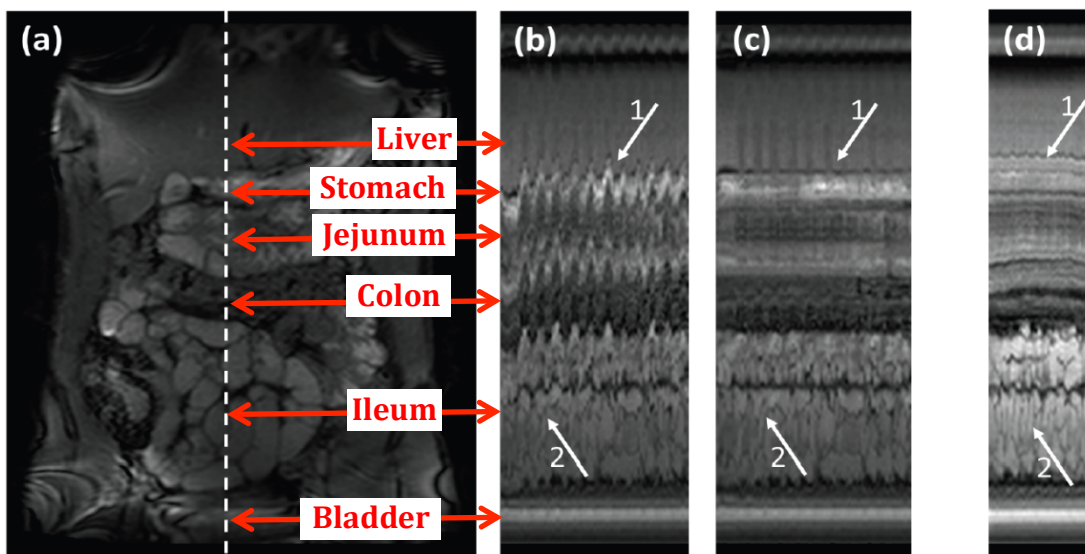 (a)
(b)
(c)
(d)
1
1
1
Liver
Stomach
Jejunum
Colon
Ileum
2
2
2
Bladder